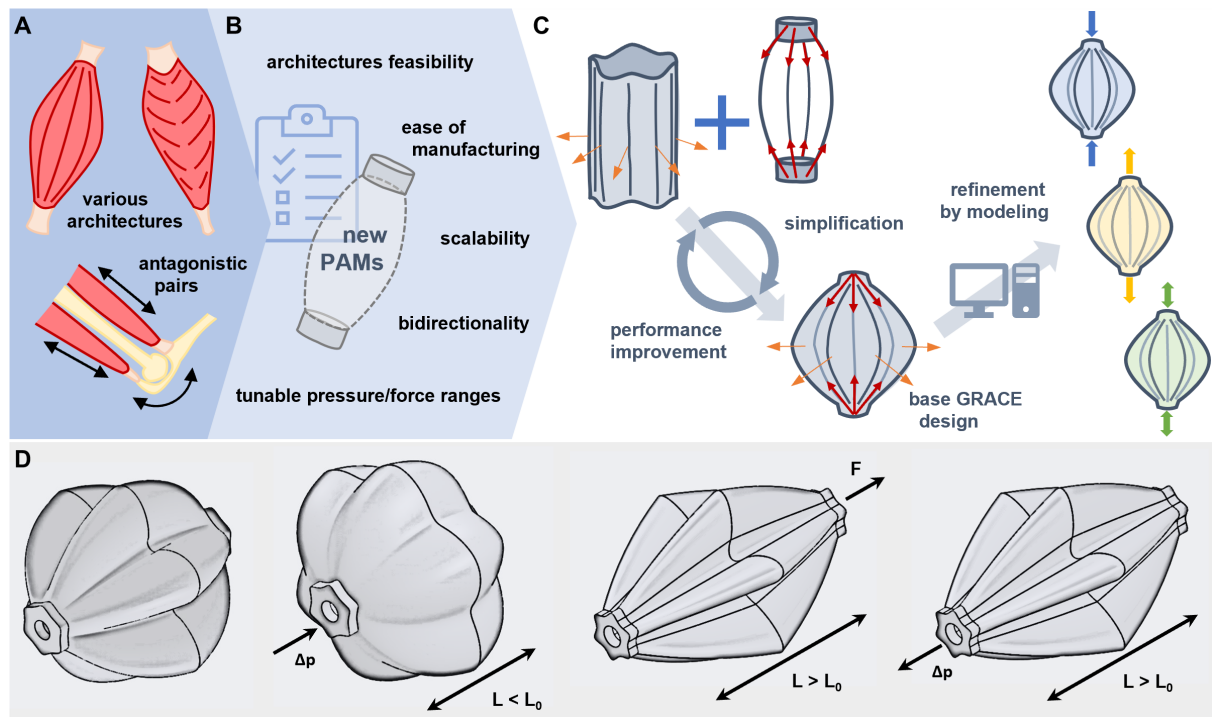 A
various
architectures
antagonistic
pairs
B
architectures feasibility
ease of
manufacturing
new
PAMs
scalability
bidirectionality
tunable pressure/force ranges
C
simplification
performance
improvement
base GRACE
design
refinement
by modeling
D
Δp
L < L₀
F
L > L₀
Δp
L > L₀